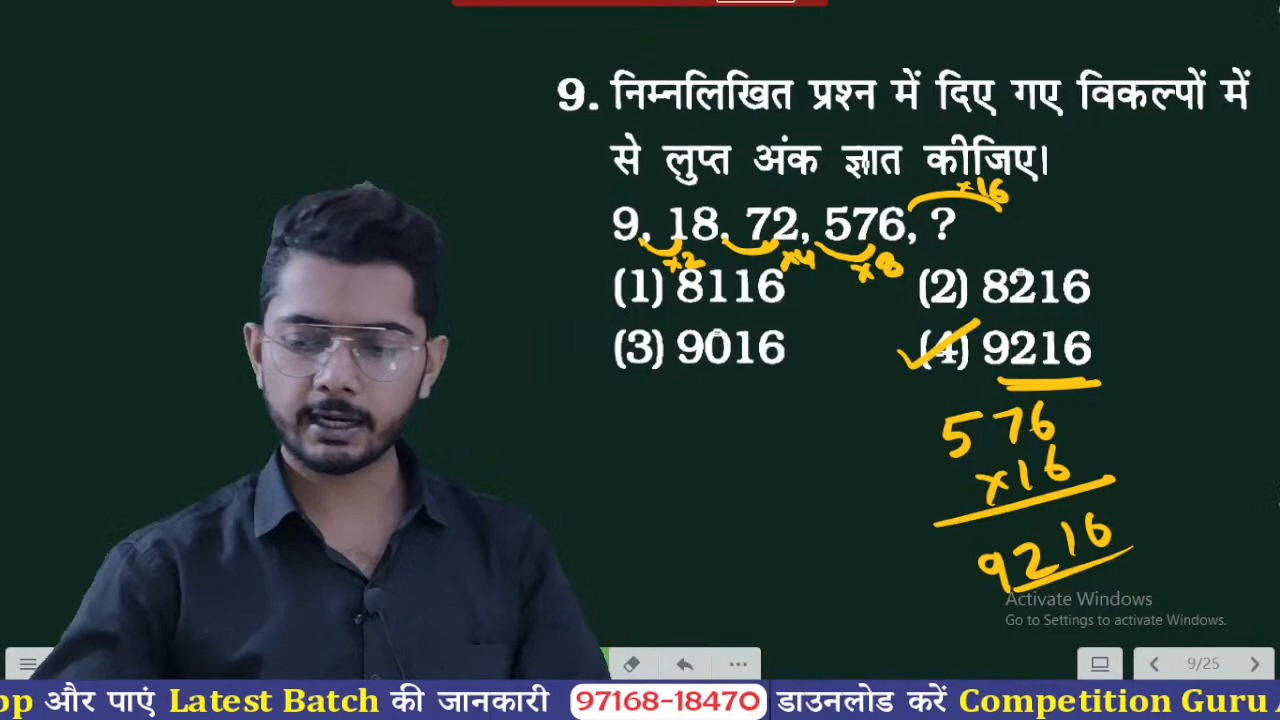 9. निम्नलिखित प्रश्न में दिए गए विकल्पों में
से लुप्त अंक ज्ञात कीजिए।
×16
9, 18, 72, 576, ?
×2 ×4 ×8
(1) 8116 (2) 8216
(3) 9016 (4) 9216
576
×16
9216
Activate Windows
Go to Settings to activate Windows.
9/25
और पाएं Latest Batch की जानकारी 97168-18470 डाउनलोड करें Competition Guru